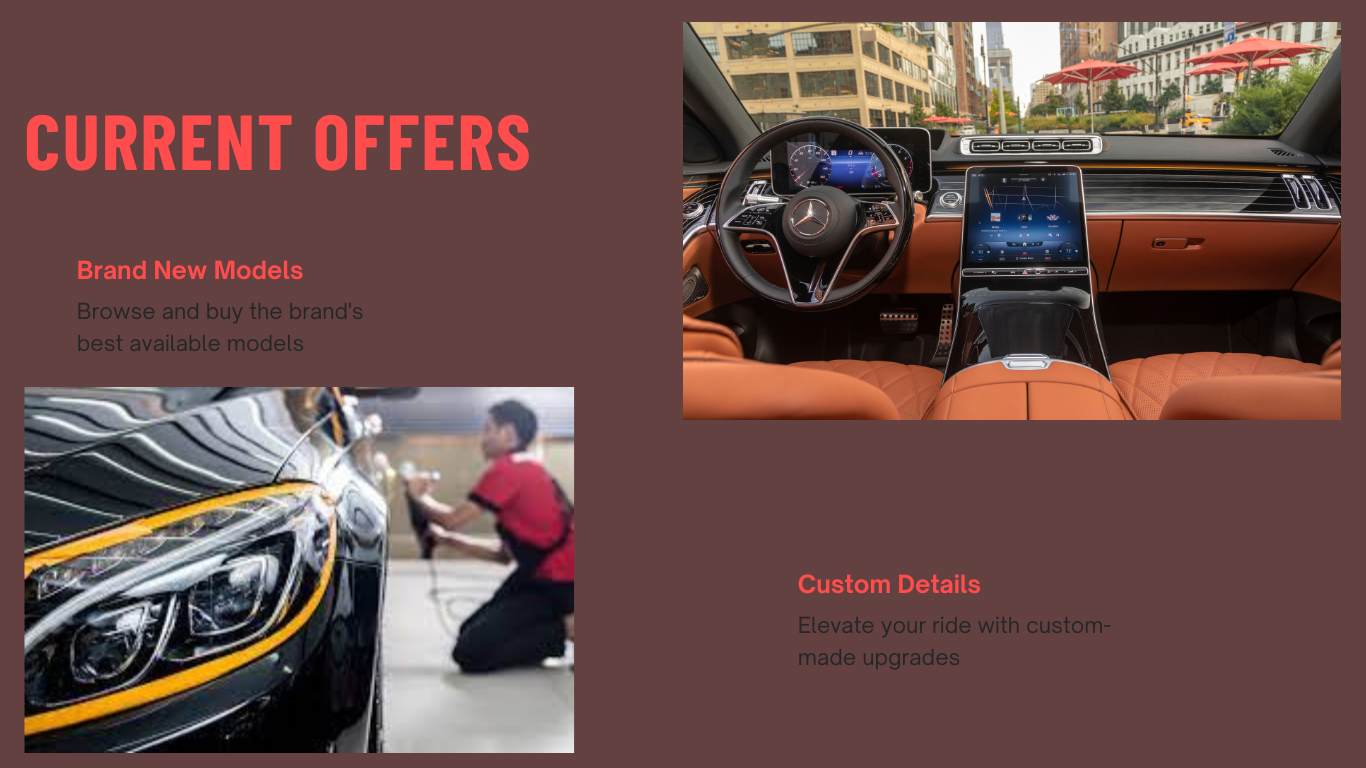 CURRENT OFFERS
Brand New Models
Browse and buy the brand's
best available models
Custom Details
Elevate your ride with custom-
made upgrades